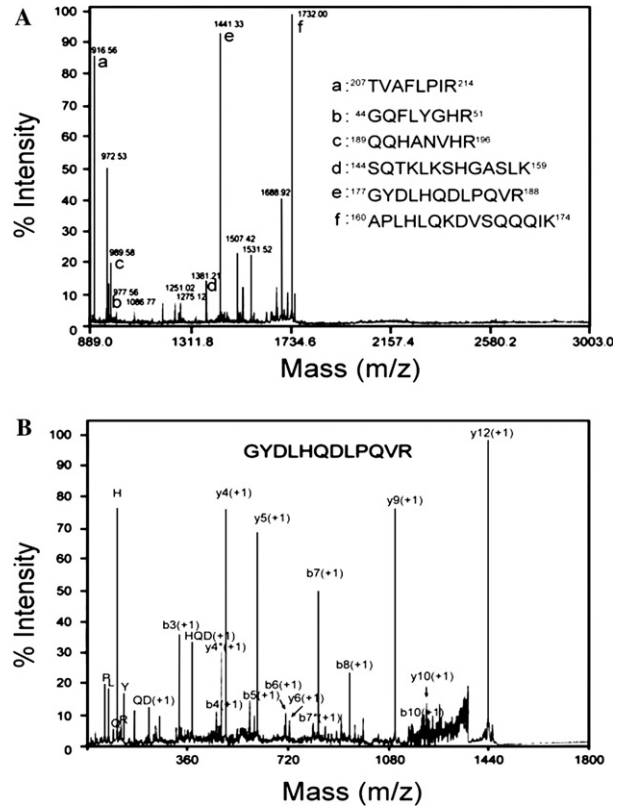 A
% Intensity
100
90
80
70
60
50
40
30
20
10
0
916 56
a
972 53
989 58
c
977 56
b
1086 77
1251 02
1275 12
1381.21
d
1441 33
e
1507 42
1531.52
1688.92
1732.00
f
a:²⁰⁷TVAFLPIR²¹⁴
b:⁴⁴GQFLYGHR⁵¹
c:¹⁸⁹QQHANVHR¹⁹⁶
d:¹⁴⁴SQTKLKSHGASLK¹⁵⁹
e:¹⁷⁷GYDLHQDLPQVR¹⁸⁸
f:¹⁶⁰APLHLQKDVSQQQIK¹⁷⁴
889.0 1311.8 1734.6 2157.4 2580.2 3003.0
Mass (m/z)
B
% Intensity
100
90
80
70
60
50
40
30
20
10
0
GYDLHQDLPQVR
H
P
L
Q
R
Y
QD(+1)
b3(+1)
HQD(+1)
y4*(+1)
b4(+1)
y4(+1)
y5(+1)
b5(+1)
b6(+1)
y6(+1)
b7(+1)
b7*(+1)
b8(+1)
y9(+1)
y10(+1)
b10(+1)
y12(+1)
360 720 1080 1440 1800
Mass (m/z)